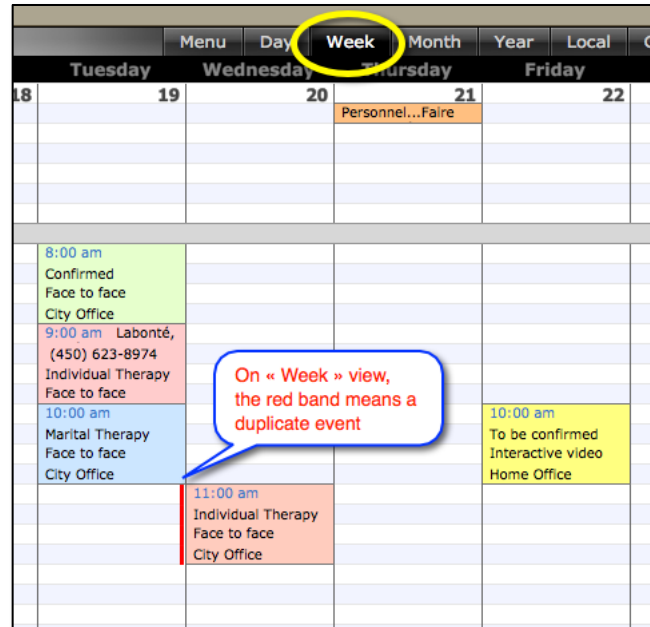 Menu Day Week Month Year Local
Tuesday Wednesday Thursday Friday
18 19 20 21 22
Personnel...Faire
8:00 am
Confirmed
Face to face
City Office
9:00 am Labonté,
(450) 623-8974
Individual Therapy
Face to face
10:00 am
Marital Therapy
Face to face
City Office
On « Week » view,
the red band means a
duplicate event
11:00 am
Individual Therapy
Face to face
City Office
10:00 am
To be confirmed
Interactive video
Home Office